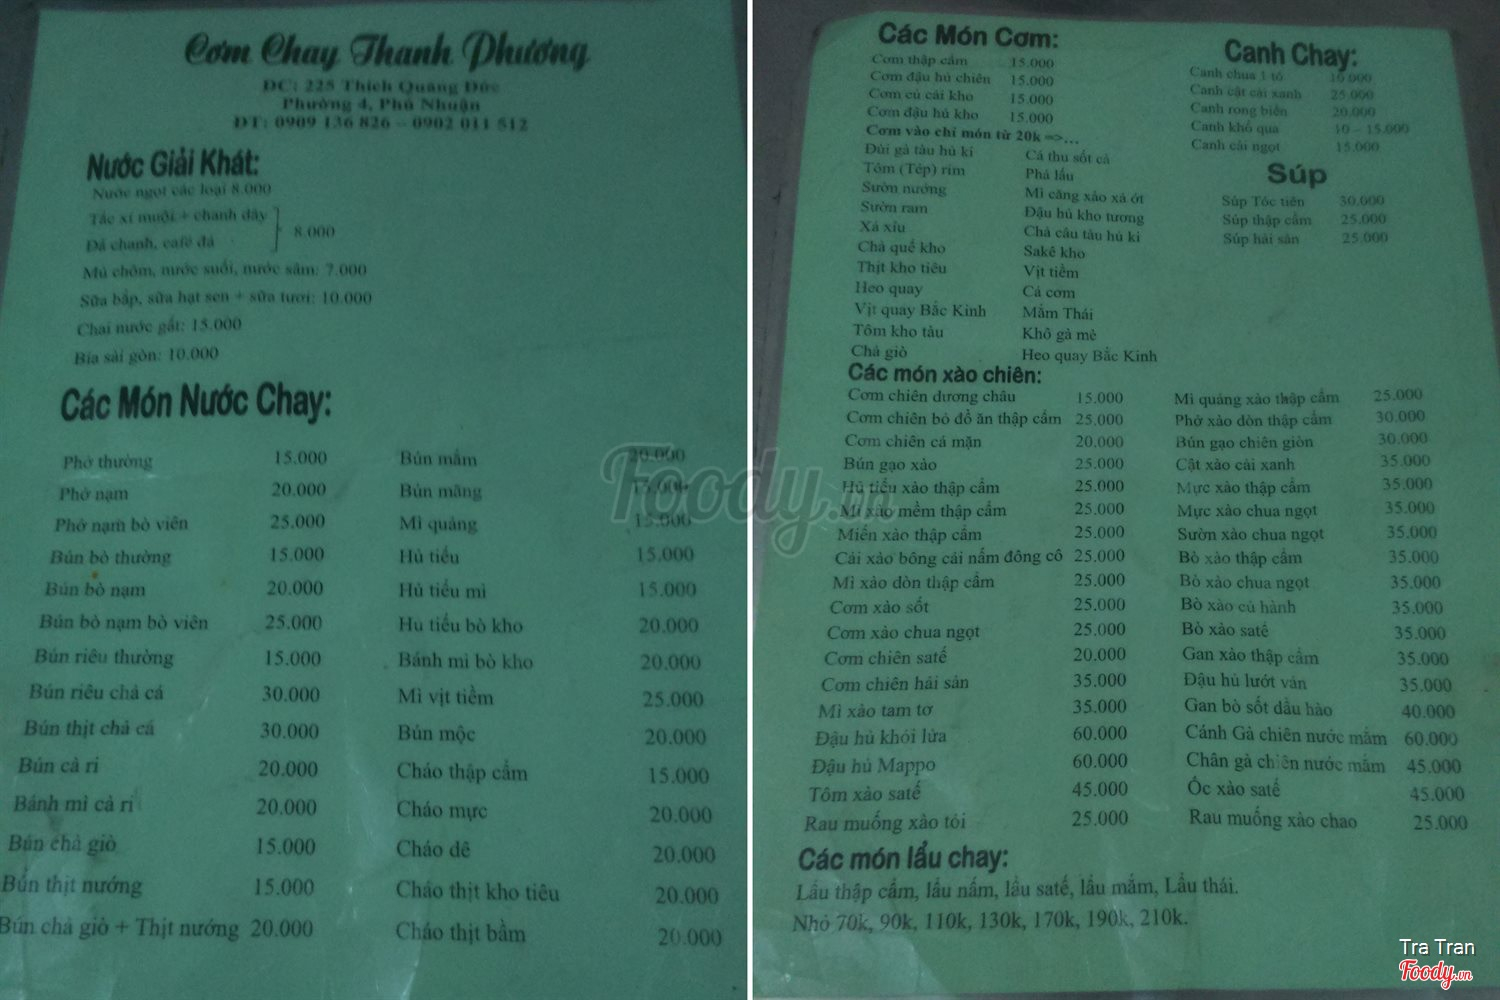 Cơm Chay Thanh Phương
ĐC: 225 Thích Quảng Đức
Phường 4, Phú Nhuận
ĐT: 0909 136 826 – 0902 011 512
Nước Giải Khát:
Nước ngọt các loại 8.000
Tắc xí muội + chanh dây
Đá chanh, café đá
8.000
Mủ chôm, nước suối, nước sâm: 7.000
Sữa bắp, sữa hạt sen + sữa tươi: 10.000
Chai nước gắt: 15.000
Bia sài gòn: 10.000
Các Món Nước Chay:
Phở thường 15.000
Phở nạm 20.000
Phở nạm bò viên 25.000
Bún bò thường 15.000
Bún bò nạm 20.000
Bún bò nạm bò viên 25.000
Bún riêu thường 15.000
Bún riêu chả cá 30.000
Bún thịt chả cá 30.000
Bún cà ri 20.000
Bánh mì cà ri 20.000
Bún chả giò 15.000
Bún thịt nướng 15.000
Bún chả giò + Thịt nướng 20.000
Bún mắm 20.000
Bún măng 15.000
Mì quảng 15.000
Hủ tiếu 15.000
Hủ tiếu mì 15.000
Hu tiếu bò kho 20.000
Bánh mì bò kho 20.000
Mì vịt tiềm 25.000
Bún mộc 20.000
Cháo thập cẩm 15.000
Cháo mực 20.000
Cháo dê 20.000
Cháo thịt kho tiêu 20.000
Cháo thịt bằm 20.000
Các Món Cơm:
Cơm thập cẩm 15.000
Cơm đậu hủ chiên 15.000
Cơm củ cải kho 15.000
Cơm đậu hủ kho 15.000
Cơm vào chỉ món từ 20k =>...
Đùi gà tàu hủ ki
Tôm (Tép) rim
Sườn nướng
Sườn ram
Xá xíu
Chả quế kho
Thịt kho tiêu
Heo quay
Vịt quay Bắc Kinh
Tôm kho tàu
Chả giò
Cá thu sốt cà
Phá lấu
Mì căng xào xả ớt
Đậu hủ kho tương
Chả câu tàu hủ ki
Sakê kho
Vịt tiềm
Cá cơm
Mắm Thái
Khô gà mè
Heo quay Bắc Kinh
Canh Chay:
Canh chua 1 tô 10.000
Canh cật cải xanh 25.000
Canh rong biển 20.000
Canh khổ qua 10 – 15.000
Canh cải ngọt 15.000
Súp
Súp Tóc tiên 30.000
Súp thập cẩm 25.000
Súp hải sản 25.000
Các món xào chiên:
Cơm chiên dương châu 15.000
Cơm chiên bỏ đồ ăn thập cẩm 25.000
Cơm chiên cá mặn 20.000
Bún gạo xào 25.000
Hủ tiếu xào thập cẩm 25.000
Mì xào mềm thập cẩm 25.000
Miến xào thập cẩm 25.000
Cải xào bông cải nấm đông cô 25.000
Mì xào dòn thập cẩm 25.000
Cơm xào sốt 25.000
Cơm xào chua ngọt 25.000
Cơm chiên satế 20.000
Cơm chiên hải sản 35.000
Mì xào tam tơ 35.000
Đậu hủ khói lửa 60.000
Đậu hủ Mappo 60.000
Tôm xào satế 45.000
Rau muống xào tỏi 25.000
Mì quảng xào thập cẩm 25.000
Phở xào dòn thập cẩm 30.000
Bún gạo chiên giòn 30.000
Cật xào cải xanh 35.000
Mực xào thập cẩm 35.000
Mực xào chua ngọt 35.000
Sườn xào chua ngọt 35.000
Bò xào thập cẩm 35.000
Bò xào chua ngọt 35.000
Bò xào củ hành 35.000
Bò xào satế 35.000
Gan xào thập cẩm 35.000
Đậu hủ lướt ván 35.000
Gan bò sốt dầu hào 40.000
Cánh Gà chiên nước mắm 60.000
Chân gà chiên nước mắm 45.000
Ốc xào satế 45.000
Rau muống xào chao 25.000
Các món lẩu chay:
Lẩu thập cẩm, lẩu nấm, lẩu satế, lẩu mắm, Lẩu thái.
Nhỏ 70k, 90k, 110k, 130k, 170k, 190k, 210k.
Foody.vn
Tra Tran
Foody.vn